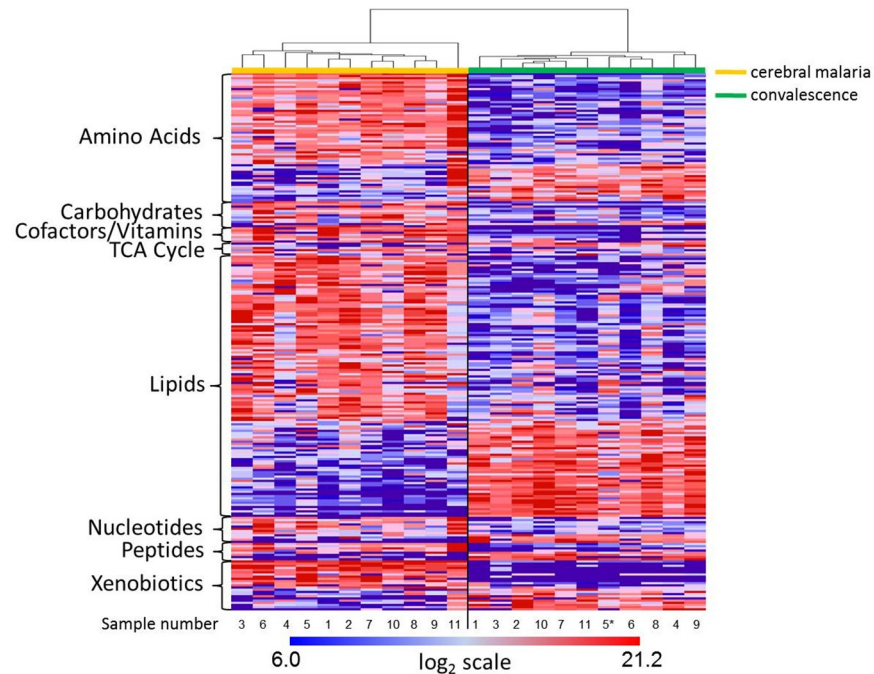 cerebral malaria
convalescence
Amino Acids
Carbohydrates
Cofactors/Vitamins
TCA Cycle
Lipids
Nucleotides
Peptides
Xenobiotics
Sample number 3 6 4 5 1 2 7 10 8 9 11 1 3 2 10 7 11 5* 6 8 4 9
6.0 log₂ scale 21.2